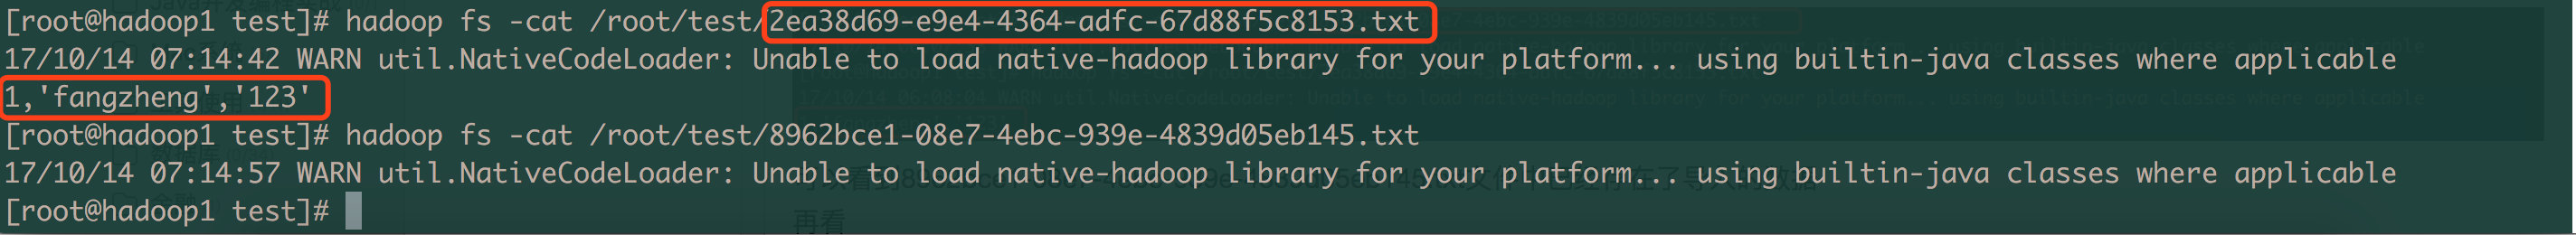 [root@hadoop1 test]# hadoop fs -cat /root/test/2ea38d69-e9e4-4364-adfc-67d88f5c8153.txt
17/10/14 07:14:42 WARN util.NativeCodeLoader: Unable to load native-hadoop library for your platform... using builtin-java classes where applicable
1,'fangzheng','123'
[root@hadoop1 test]# hadoop fs -cat /root/test/8962bce1-08e7-4ebc-939e-4839d05eb145.txt
17/10/14 07:14:57 WARN util.NativeCodeLoader: Unable to load native-hadoop library for your platform... using builtin-java classes where applicable
[root@hadoop1 test]#
再看